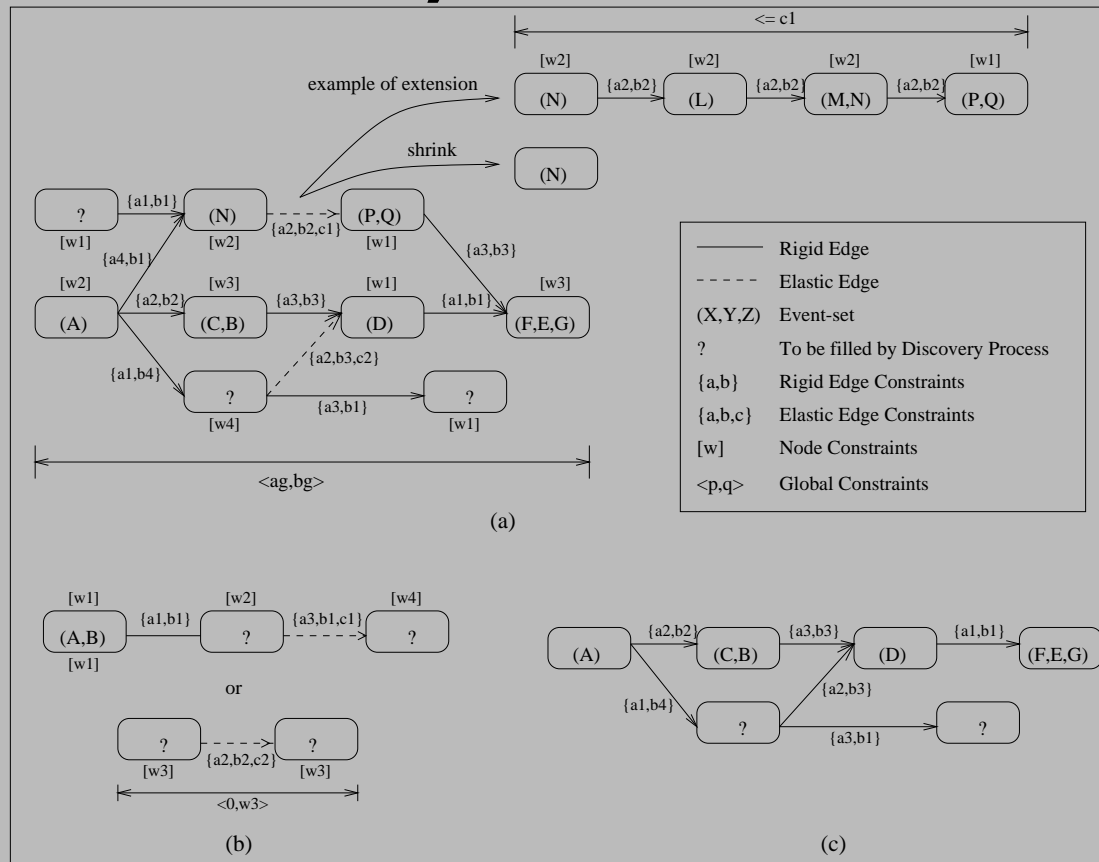 <= c1
[w2] [w2] [w2] [w1]
example of extension
(N) {a2,b2} (L) {a2,b2} (M,N) {a2,b2} (P,Q)
shrink
(N)
? {a1,b1} (N) {a2,b2,c1} (P,Q)
[w1] [w2] [w1]
{a4,b1} {a3,b3}
[w2] [w3] [w1] [w3]
(A) {a2,b2} (C,B) {a3,b3} (D) {a1,b1} (F,E,G)
{a1,b4} {a2,b3,c2}
? {a3,b1} ?
[w4] [w1]
<ag,bg>
Rigid Edge
Elastic Edge
(X,Y,Z) Event-set
? To be filled by Discovery Process
{a,b} Rigid Edge Constraints
{a,b,c} Elastic Edge Constraints
[w] Node Constraints
<p,q> Global Constraints
(a)
[w1] [w2] [w4]
(A,B) {a1,b1} ? {a3,b1,c1} ?
[w1]
or
? {a2,b2,c2} ?
[w3] [w3]
<0,w3>
(b)
(A) {a2,b2} (C,B) {a3,b3} (D) {a1,b1} (F,E,G)
{a1,b4} {a2,b3}
? {a3,b1} ?
(c)